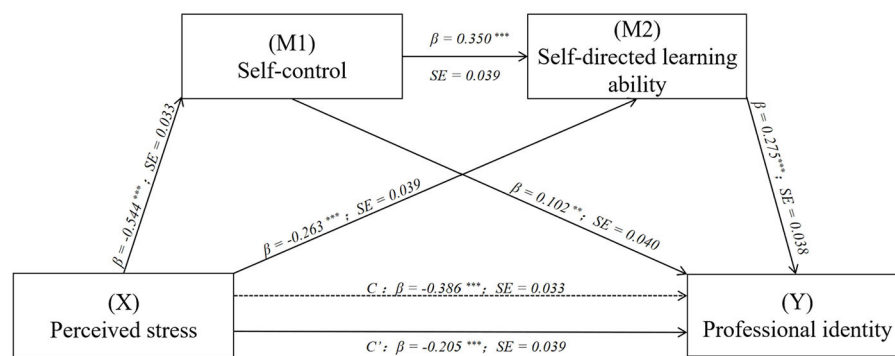 (M1)
Self-control
β = 0.350 ***
SE = 0.039
(M2)
Self-directed learning
ability
β = -0.544 ***； SE = 0.033
β = -0.263 ***； SE = 0.039
β = 0.102 **； SE = 0.040
β = 0.275***； SE = 0.038
(X)
Perceived stress
C： β = -0.386 ***； SE = 0.033
C'： β = -0.205 ***； SE = 0.039
(Y)
Professional identity